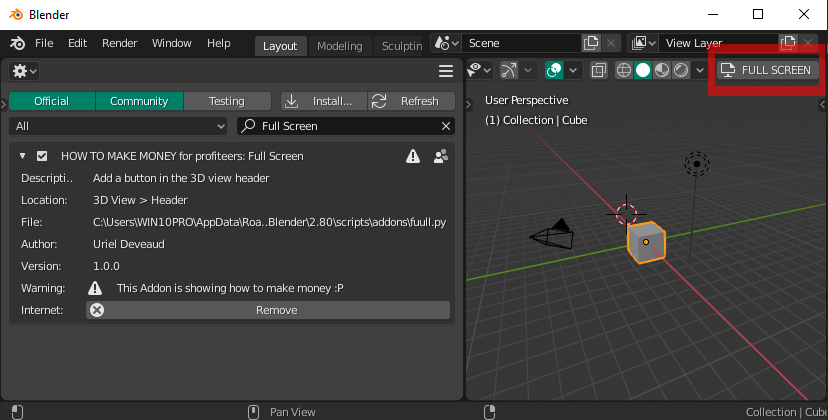 Blender
File Edit Render Window Help Layout Modeling Sculptin Scene View Layer
FULL SCREEN
Official Community Testing Install... Refresh
All Full Screen
HOW TO MAKE MONEY for profiteers: Full Screen
Descripti.. Add a button in the 3D view header
Location: 3D View > Header
File: C:\Users\WIN10PRO\AppData\Roa..Blender\2.80\scripts\addons\fuull.py
Author: Uriel Deveaud
Version: 1.0.0
Warning: This Addon is showing how to make money :P
Internet: Remove
User Perspective
(1) Collection | Cube
Pan View
Collection | Cube